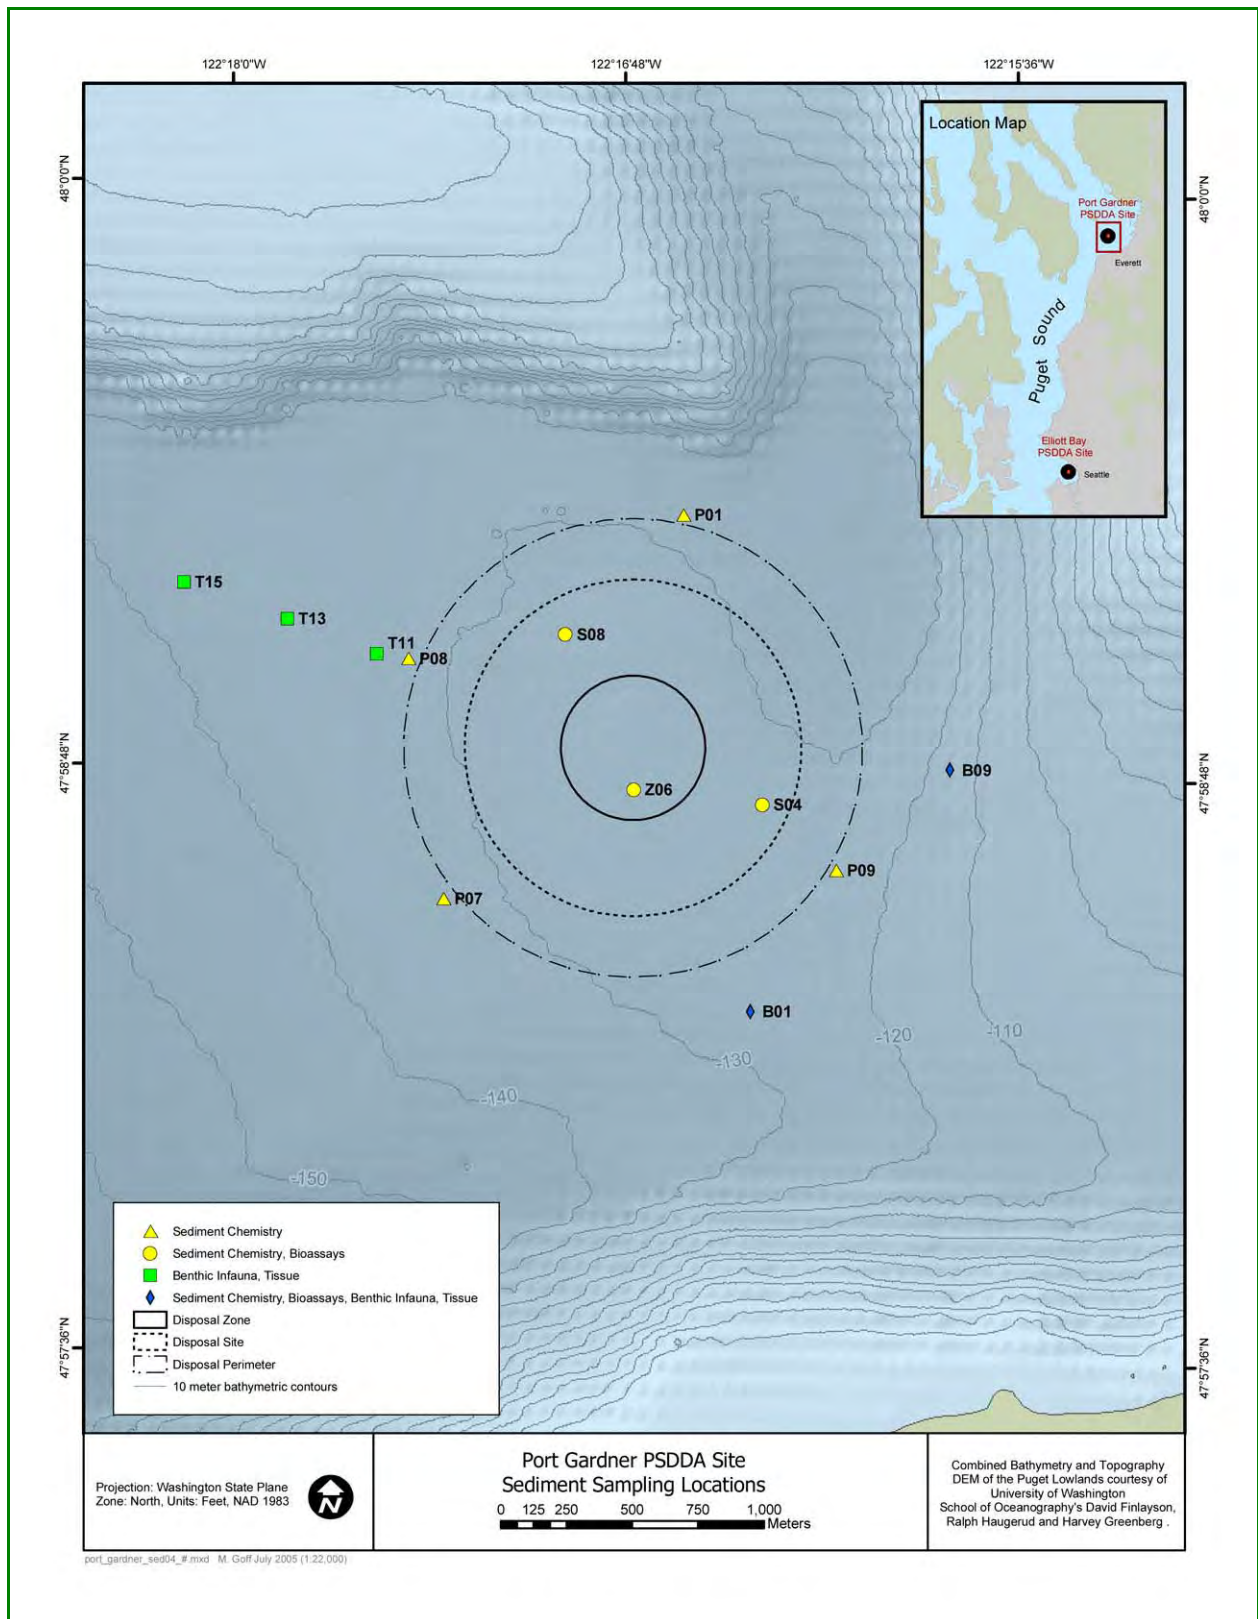 122°18'0"W
122°16'48"W
122°15'36"W
48°0'0"N
48°0'0"N
Location Map
Port Gardner
PSDDA Site
Everett
Puget Sound
Elliott Bay
PSDDA Site
Seattle
P01
T15
T13
S08
T11
P08
47°58'48"N
47°58'48"N
B09
Z06
S04
P09
P07
B01
-120
-110
-130
-140
-150
Sediment Chemistry
Sediment Chemistry, Bioassays
Benthic Infauna, Tissue
Sediment Chemistry, Bioassays, Benthic Infauna, Tissue
Disposal Zone
Disposal Site
Disposal Perimeter
10 meter bathymetric contours
47°57'36"N
47°57'36"N
Projection: Washington State Plane
Zone: North, Units: Feet, NAD 1983
N
Port Gardner PSDDA Site
Sediment Sampling Locations
0 125 250 500 750 1,000
Meters
Combined Bathymetry and Topography
DEM of the Puget Lowlands courtesy of
University of Washington
School of Oceanography's David Finlayson,
Ralph Haugerud and Harvey Greenberg .
port_gardner_sed04_#.mxd M. Goff July 2005 (1:22,000)